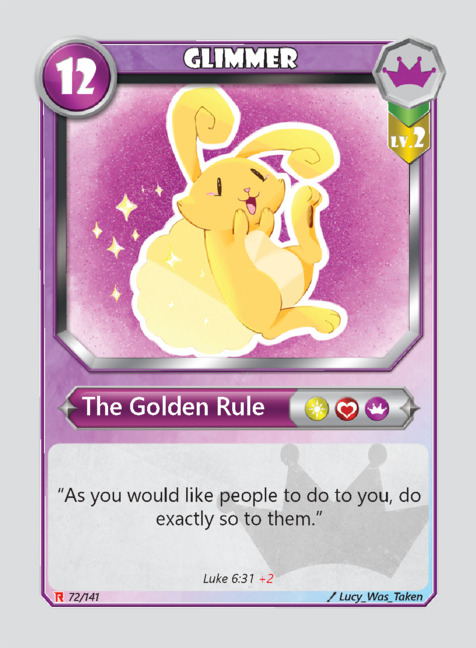 GLIMMER
12
LV.2
The Golden Rule
“As you would like people to do to you, do
exactly so to them.”
Luke 6:31 +2
R 72/141
Lucy_Was_Taken